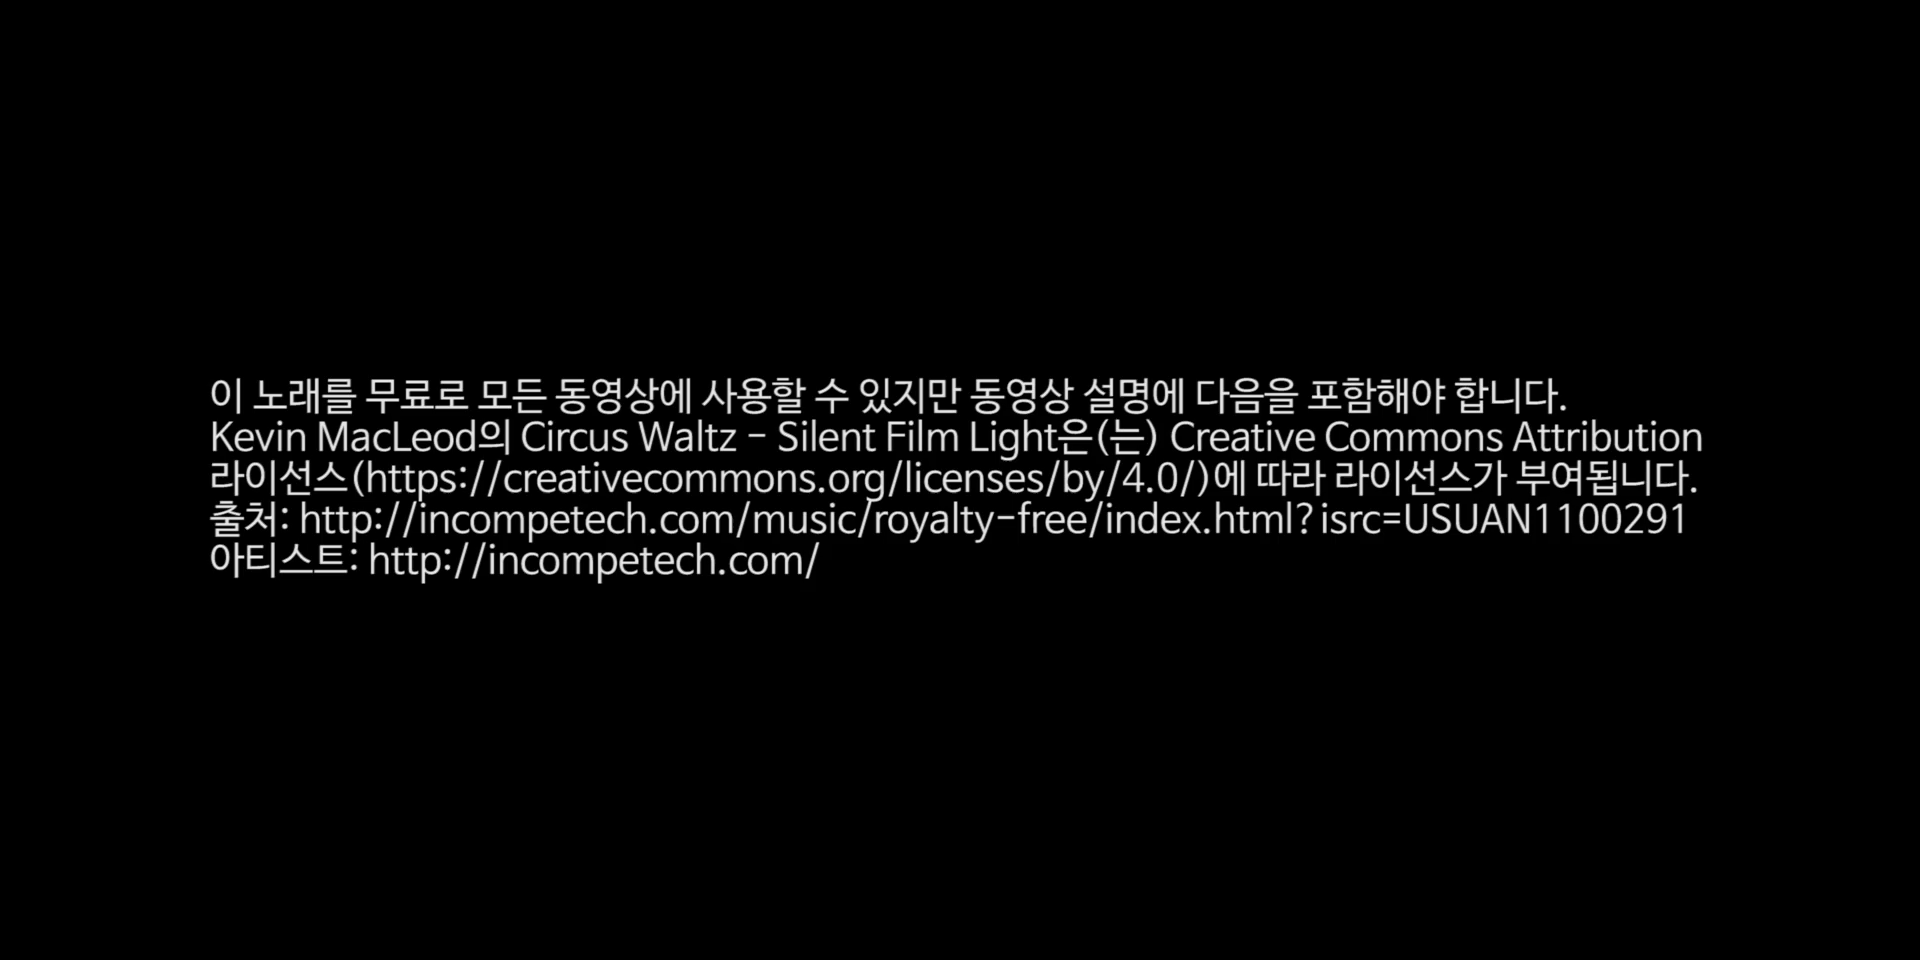 이 노래를 무료로 모든 동영상에 사용할 수 있지만 동영상 설명에 다음을 포함해야 합니다.
Kevin MacLeod의 Circus Waltz - Silent Film Light은(는) Creative Commons Attribution
라이선스(https://creativecommons.org/licenses/by/4.0/)에 따라 라이선스가 부여됩니다.
출처: http://incompetech.com/music/royalty-free/index.html?isrc=USUAN1100291
아티스트: http://incompetech.com/